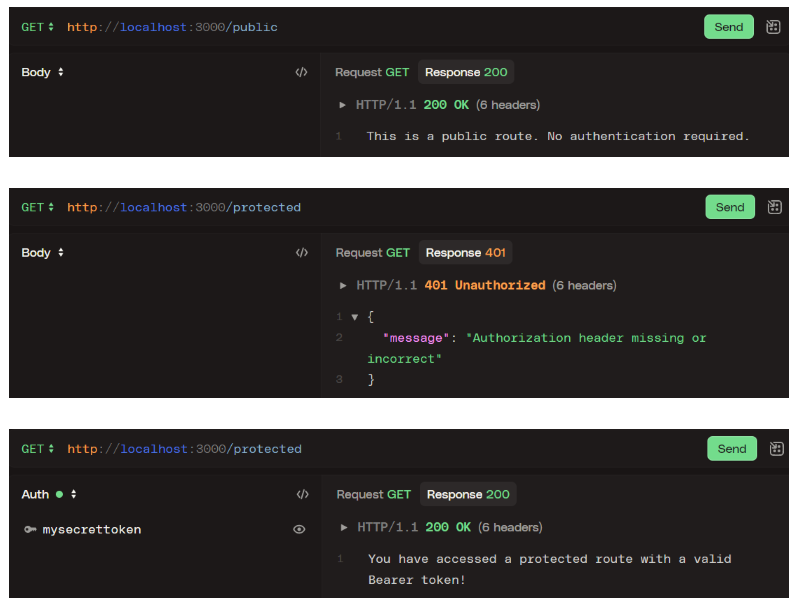 GET http://localhost:3000/public Send
Body </> Request GET Response 200
HTTP/1.1 200 OK (6 headers)
1 This is a public route. No authentication required.
GET http://localhost:3000/protected Send
Body </> Request GET Response 401
HTTP/1.1 401 Unauthorized (6 headers)
1 {
2 "message": "Authorization header missing or
incorrect"
3 }
GET http://localhost:3000/protected Send
Auth </> Request GET Response 200
mysecrettoken HTTP/1.1 200 OK (6 headers)
1 You have accessed a protected route with a valid
Bearer token!